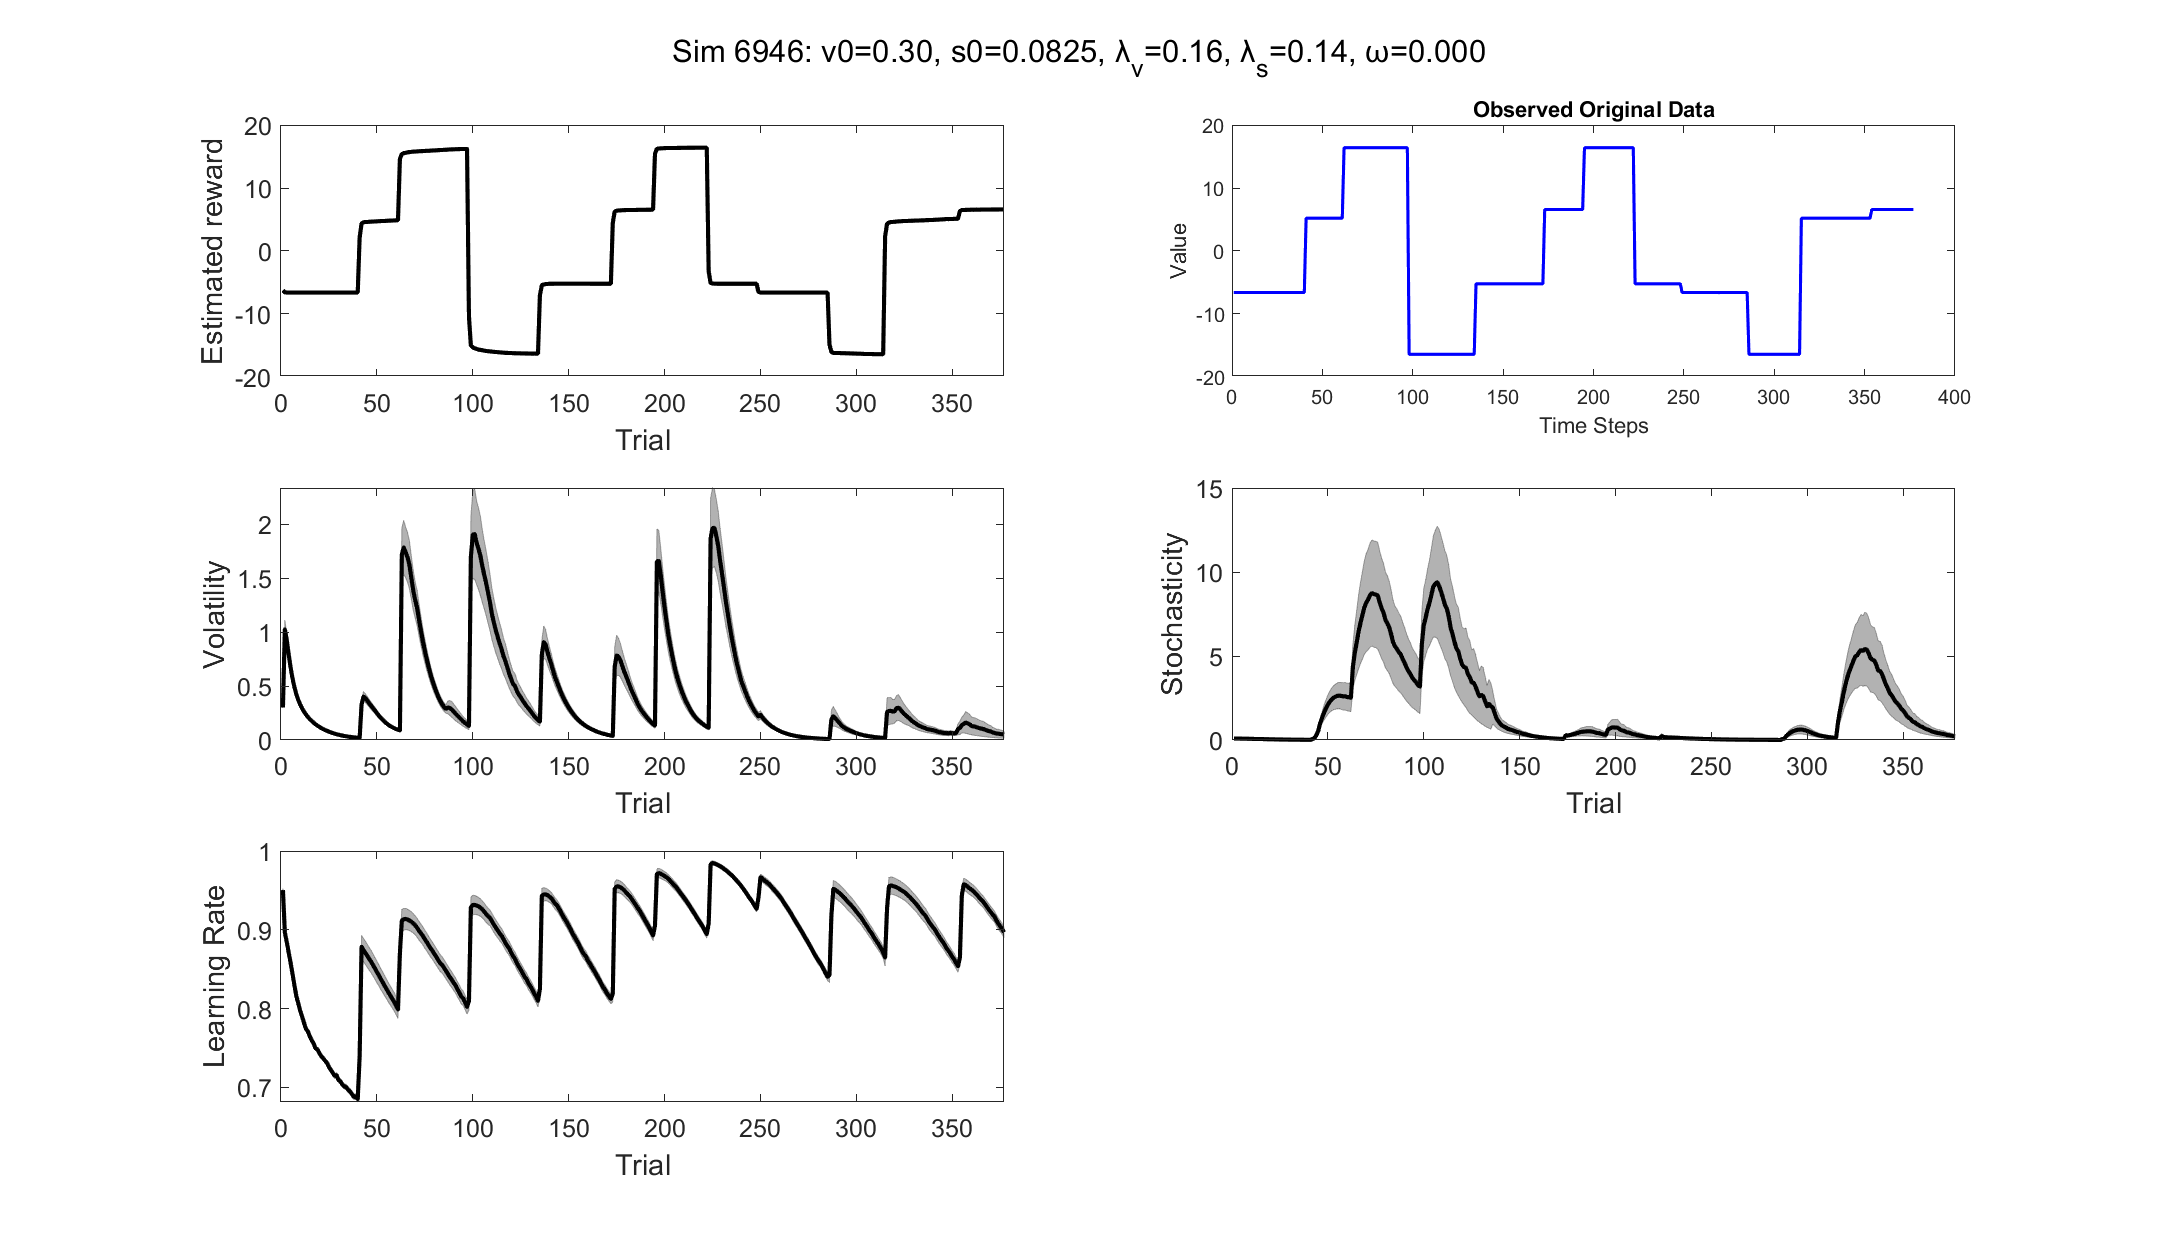 Sim 6946: v0=0.30, s0=0.0825, λ_v=0.16, λ_s=0.14, ω=0.000
20
10
0
-10
-20
Estimated reward
0 50 100 150 200 250 300 350
Trial
Observed Original Data
20
10
0
-10
-20
Value
0 50 100 150 200 250 300 350 400
Time Steps
2
1.5
1
0.5
0
Volatility
0 50 100 150 200 250 300 350
Trial
15
10
5
0
Stochasticity
0 50 100 150 200 250 300 350
Trial
1
0.9
0.8
0.7
Learning Rate
0 50 100 150 200 250 300 350
Trial